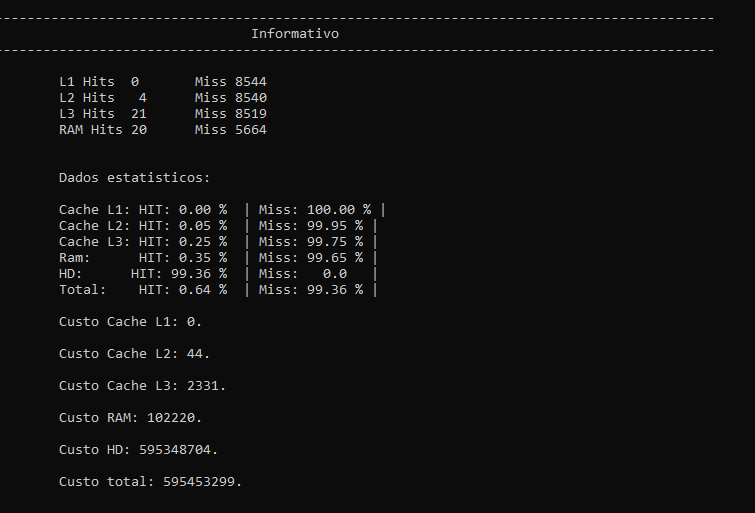 --------------------------------------------------------------------------------
Informativo
--------------------------------------------------------------------------------
L1 Hits 0 Miss 8544
L2 Hits 4 Miss 8540
L3 Hits 21 Miss 8519
RAM Hits 20 Miss 5664
Dados estatisticos:
Cache L1: HIT: 0.00 % | Miss: 100.00 % |
Cache L2: HIT: 0.05 % | Miss: 99.95 % |
Cache L3: HIT: 0.25 % | Miss: 99.75 % |
Ram: HIT: 0.35 % | Miss: 99.65 % |
HD: HIT: 99.36 % | Miss: 0.0 |
Total: HIT: 0.64 % | Miss: 99.36 % |
Custo Cache L1: 0.
Custo Cache L2: 44.
Custo Cache L3: 2331.
Custo RAM: 102220.
Custo HD: 595348704.
Custo total: 595453299.